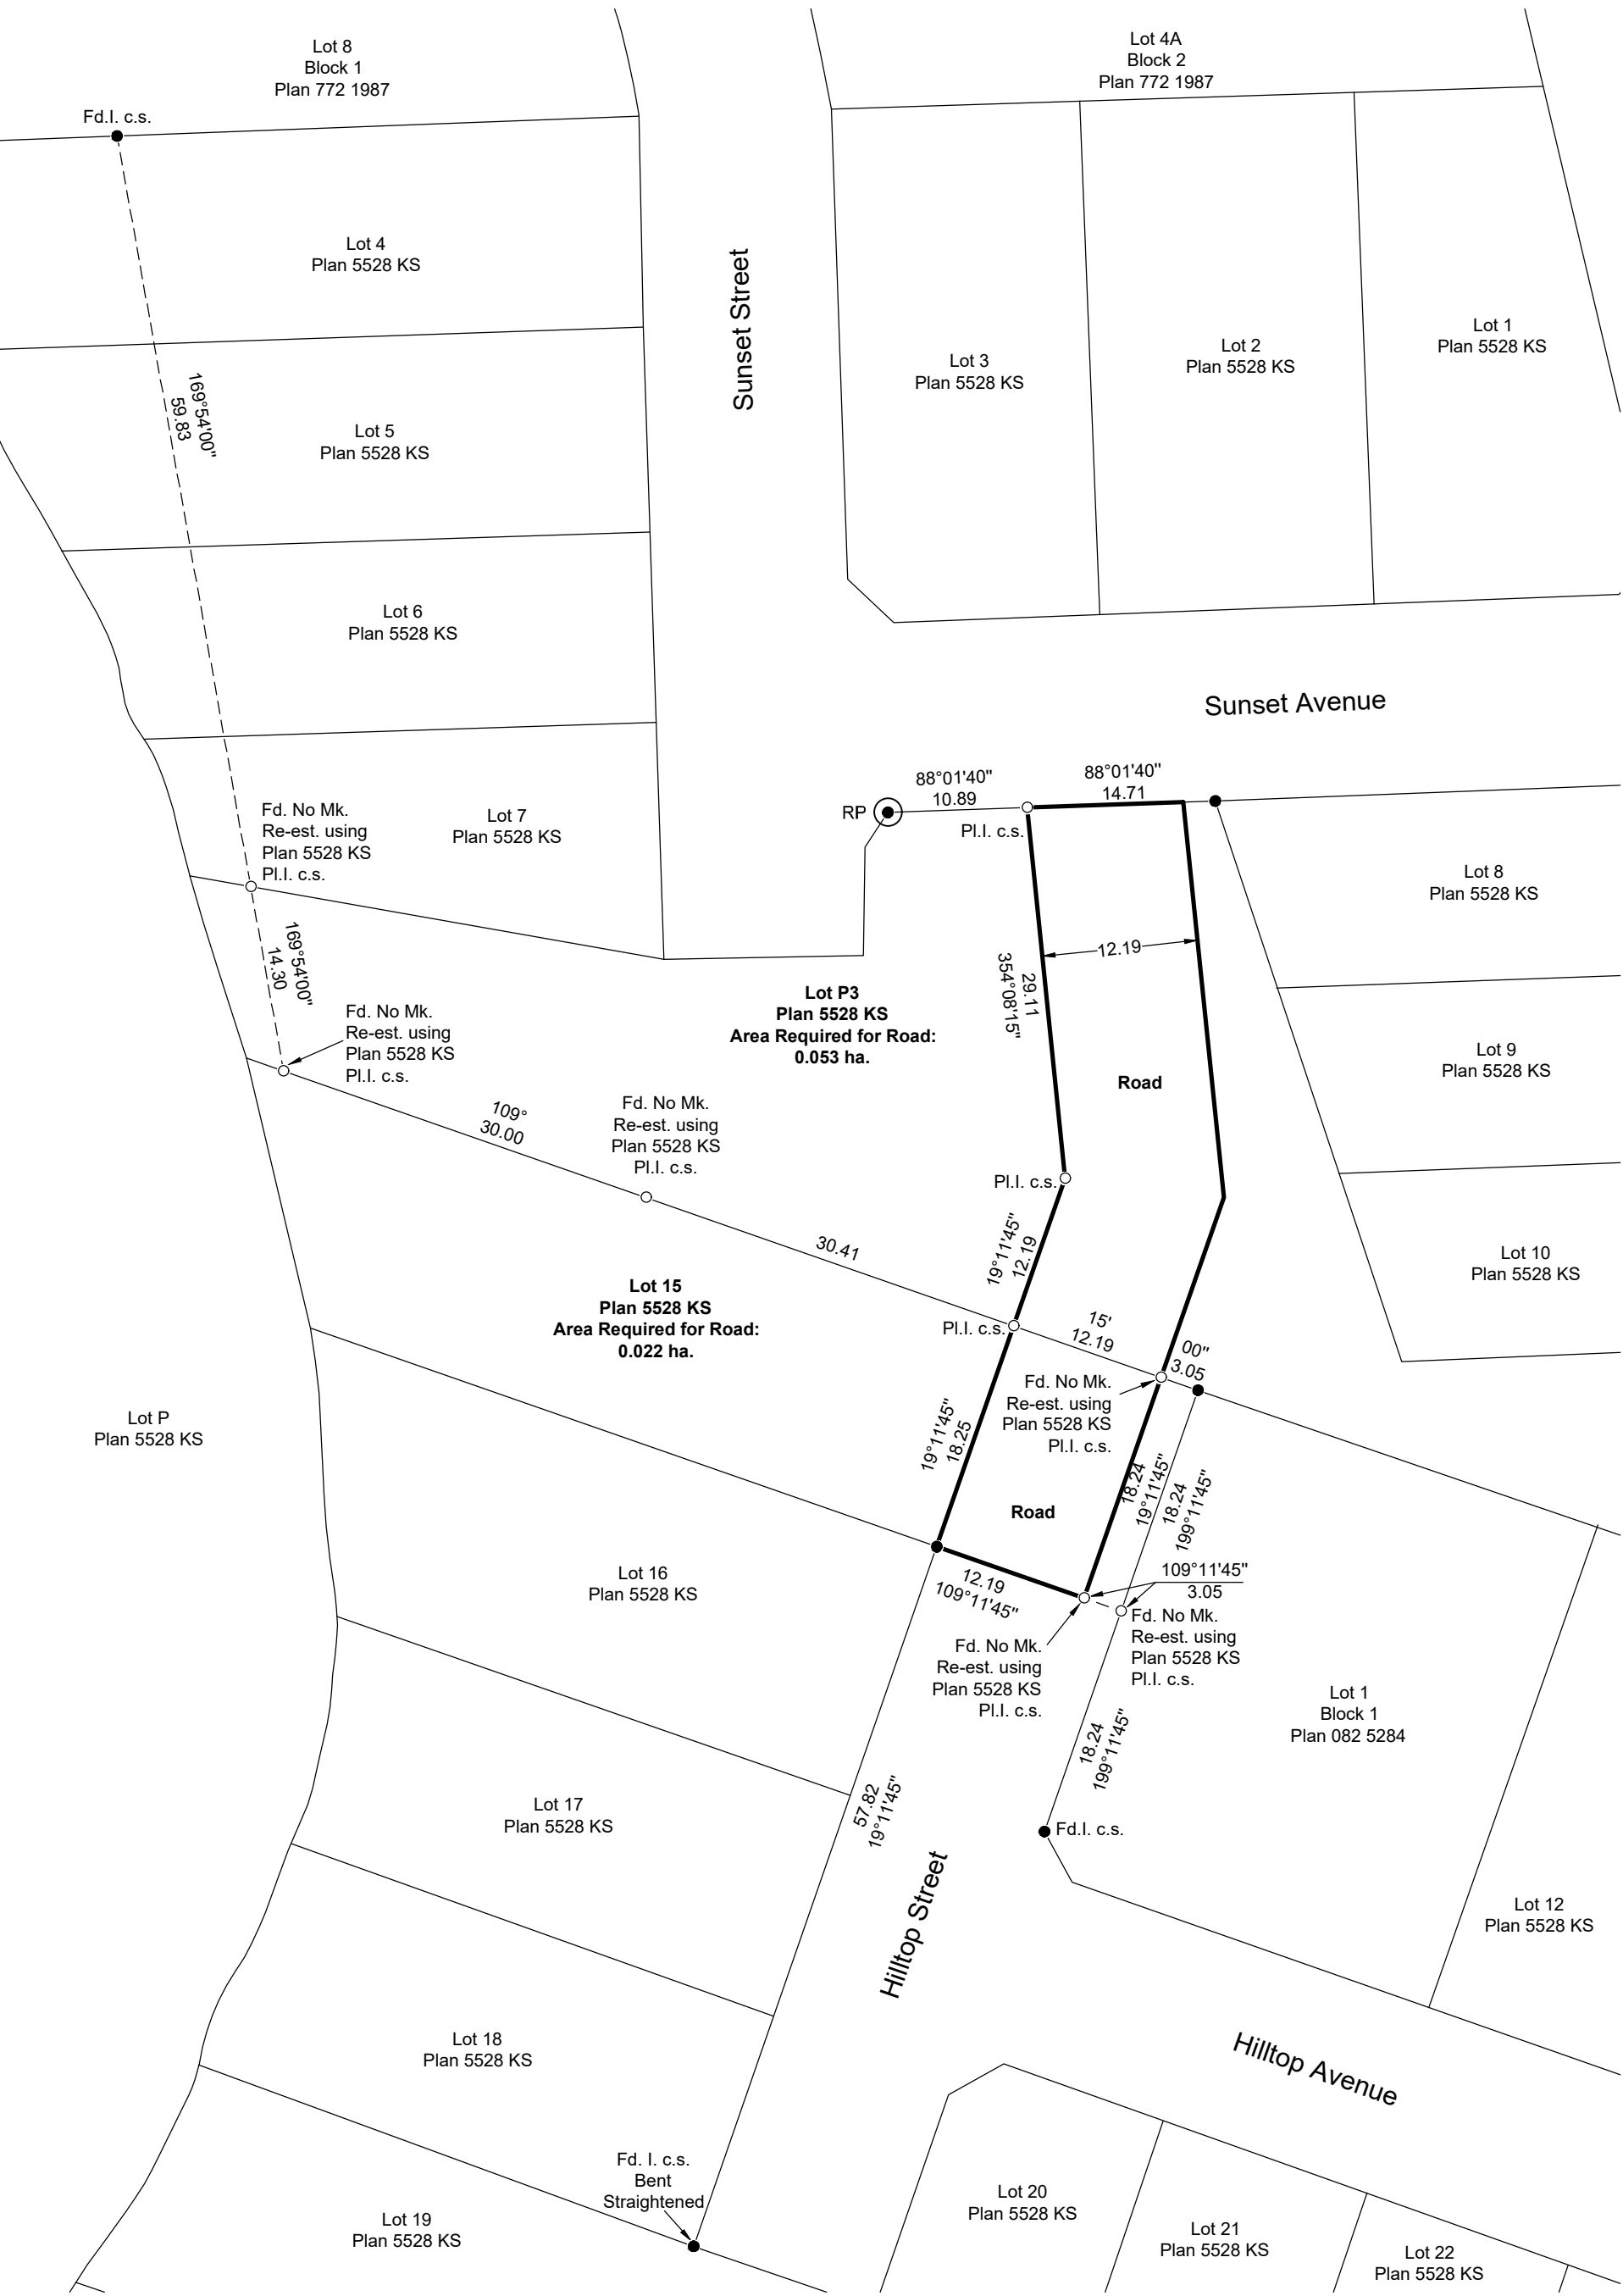 Lot 8
Block 1
Plan 772 1987
Lot 4A
Block 2
Plan 772 1987
Fd.I. c.s.
Lot 4
Plan 5528 KS
Sunset Street
Lot 3
Plan 5528 KS
Lot 2
Plan 5528 KS
Lot 1
Plan 5528 KS
169°54'00"
59.83
Lot 5
Plan 5528 KS
Lot 6
Plan 5528 KS
Sunset Avenue
88°01'40"
10.89
88°01'40"
14.71
RP
Pl.I. c.s.
Fd. No Mk.
Re-est. using
Plan 5528 KS
Pl.I. c.s.
Lot 7
Plan 5528 KS
Lot 8
Plan 5528 KS
169°54'00"
14.30
12.19
29.11
354°08'15"
Lot P3
Plan 5528 KS
Area Required for Road:
0.053 ha.
Fd. No Mk.
Re-est. using
Plan 5528 KS
Pl.I. c.s.
Road
Lot 9
Plan 5528 KS
109°
30.00
Fd. No Mk.
Re-est. using
Plan 5528 KS
Pl.I. c.s.
Pl.I. c.s.
19°11'45"
12.19
30.41
Lot 10
Plan 5528 KS
Lot 15
Plan 5528 KS
Area Required for Road:
0.022 ha.
Pl.I. c.s.
15'
12.19
00"
3.05
Fd. No Mk.
Re-est. using
Plan 5528 KS
Pl.I. c.s.
Lot P
Plan 5528 KS
19°11'45"
18.25
18.24
19°11'45"
18.24
199°11'45"
Road
12.19
109°11'45"
109°11'45"
3.05
Lot 16
Plan 5528 KS
Fd. No Mk.
Re-est. using
Plan 5528 KS
Pl.I. c.s.
Fd. No Mk.
Re-est. using
Plan 5528 KS
Pl.I. c.s.
Lot 1
Block 1
Plan 082 5284
18.24
199°11'45"
Lot 17
Plan 5528 KS
57.82
19°11'45"
Fd.I. c.s.
Hilltop Street
Lot 12
Plan 5528 KS
Lot 18
Plan 5528 KS
Hilltop Avenue
Fd. I. c.s.
Bent
Straightened
Lot 19
Plan 5528 KS
Lot 20
Plan 5528 KS
Lot 21
Plan 5528 KS
Lot 22
Plan 5528 KS